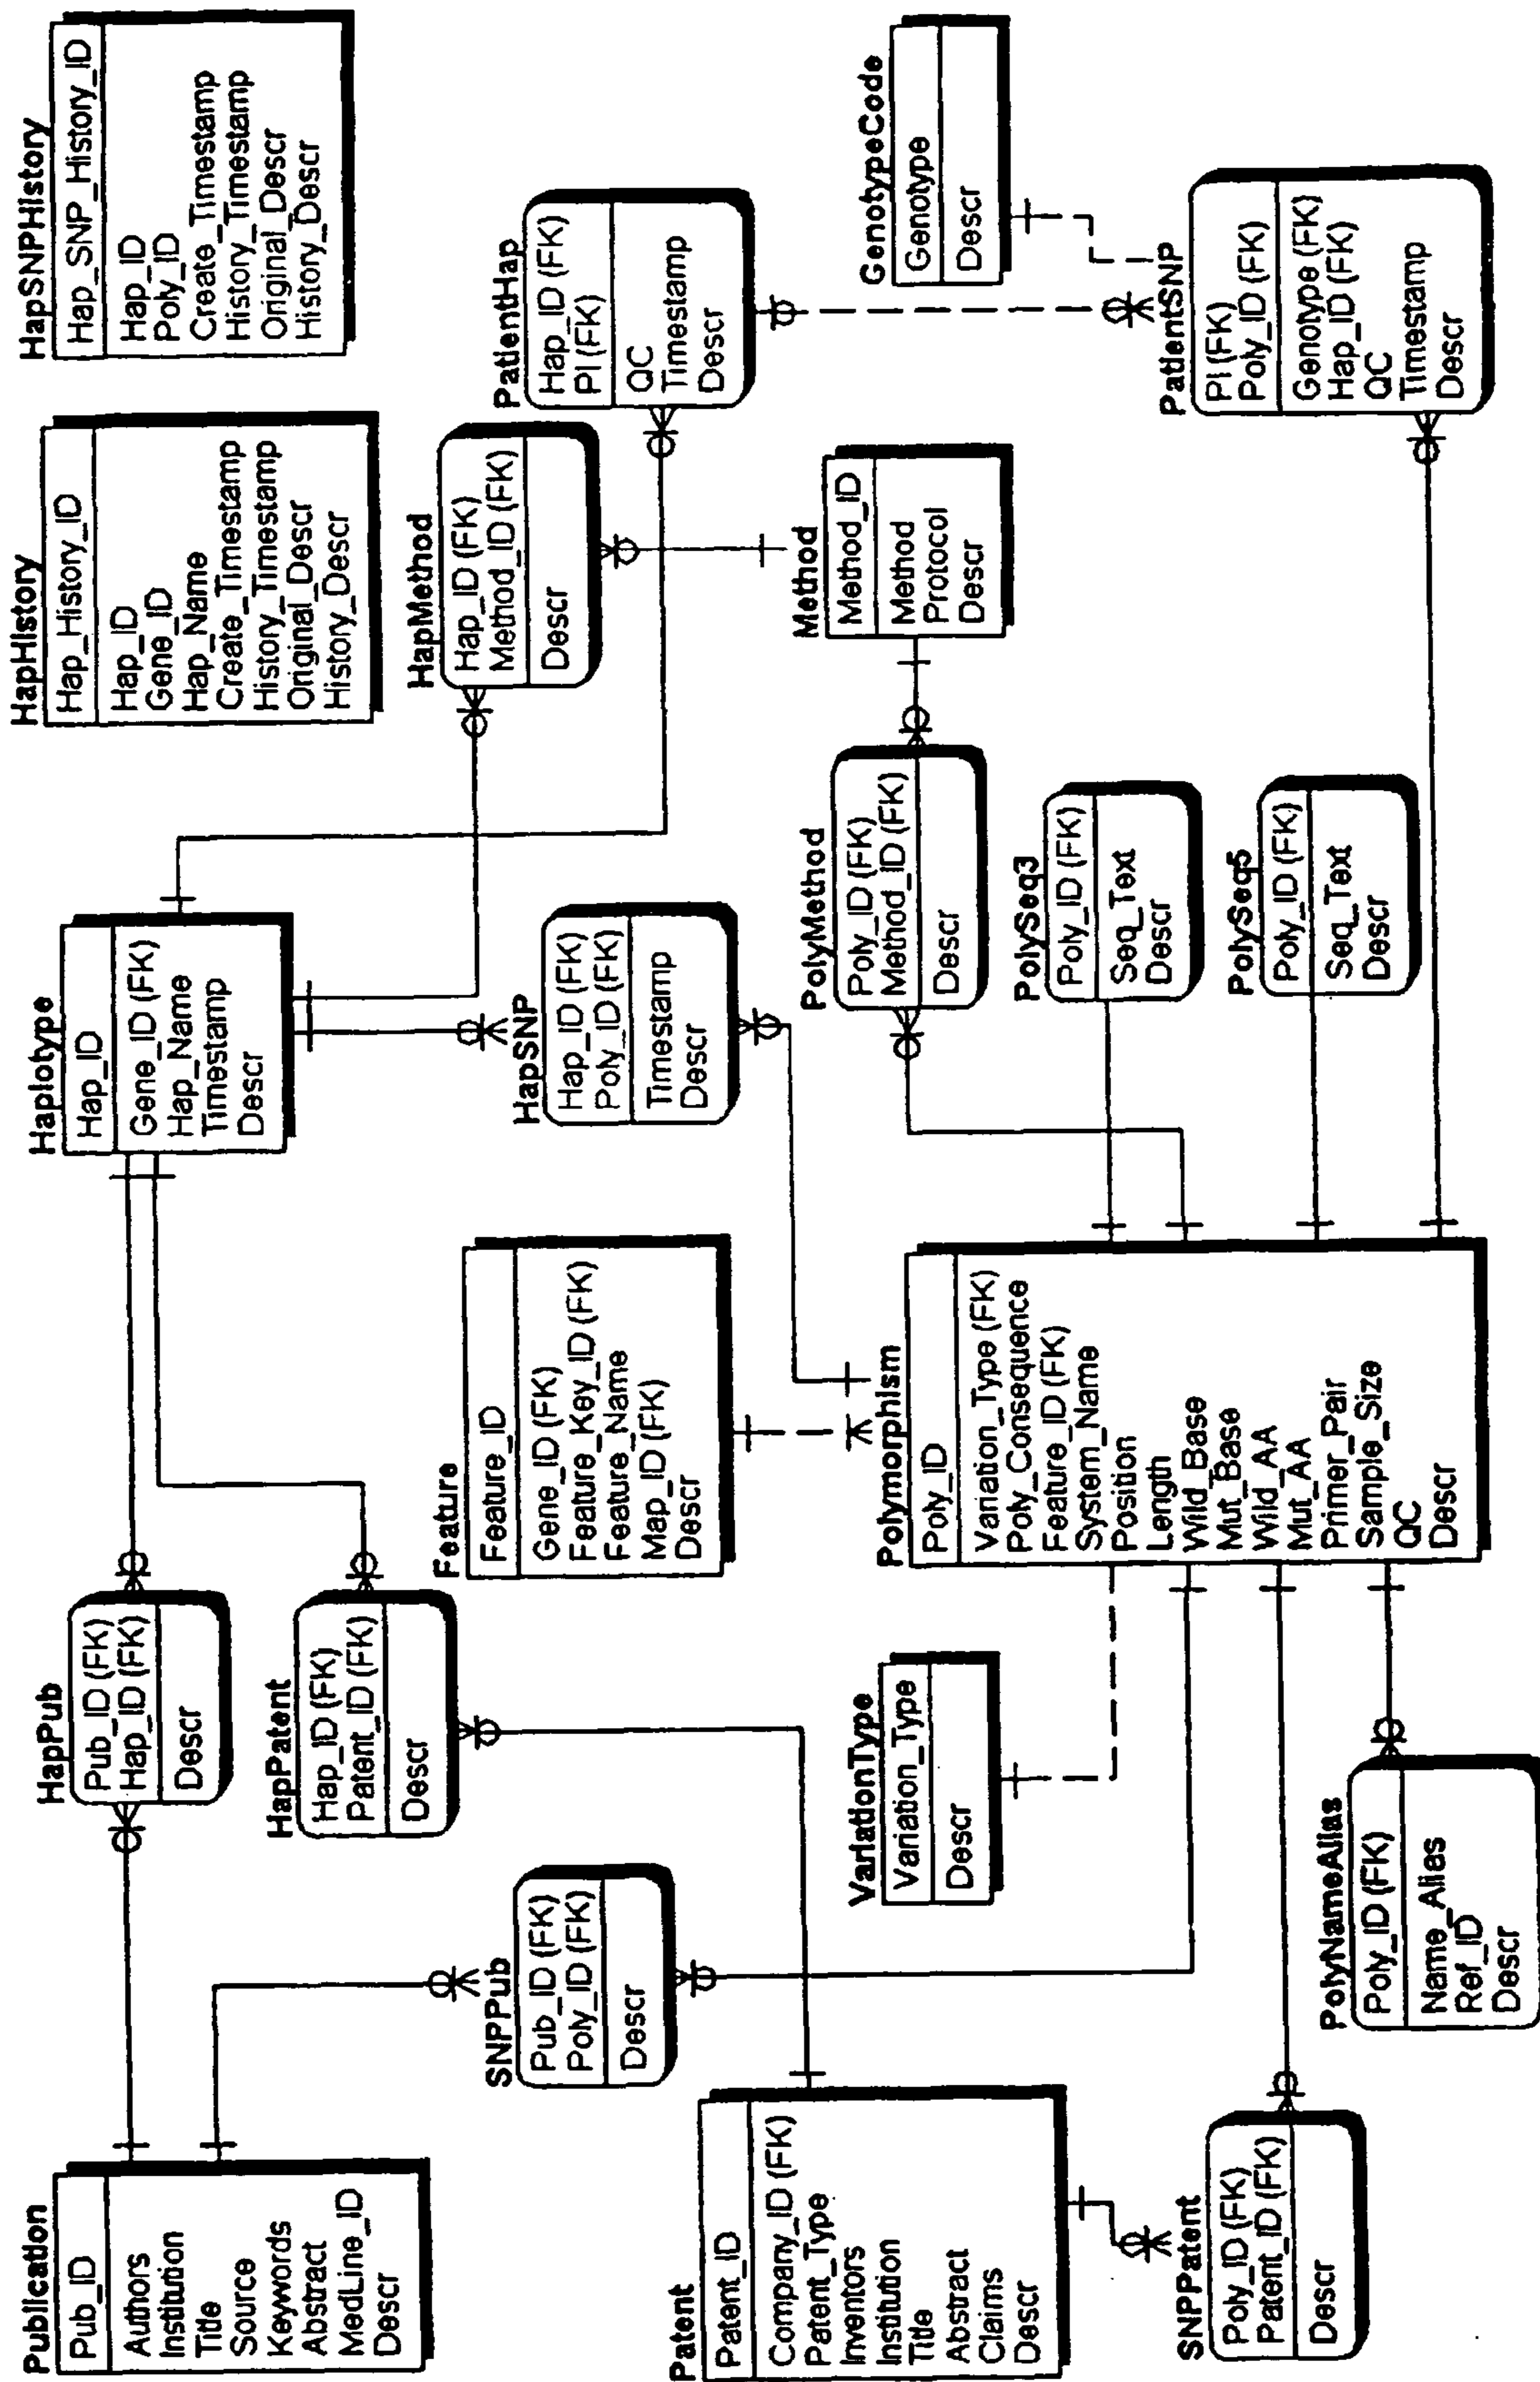 Publication
Pub_ID
Authors
Institution
Title
Source
Keywords
Abstract
MedLine_ID
Descr
HapPub
Pub_ID (FK)
Hap_ID (FK)
Descr
Haplotype
Hap_ID
Gene_ID (FK)
Hap_Name
Timestamp
Descr
HapHistory
Hap_History_ID
Hap_ID
Gene_ID
Hap_Name
Create_Timestamp
History_Timestamp
Original_Descr
History_Descr
HapSNPHistory
Hap_SNP_History_ID
Hap_ID
Poly_ID
Create_Timestamp
History_Timestamp
Original_Descr
History_Descr
HapPatent
Hap_ID (FK)
Patent_ID (FK)
Descr
SNPPub
Pub_ID (FK)
Poly_ID (FK)
Descr
Feature
Feature_ID
Gene_ID (FK)
Feature_Key_ID (FK)
Feature_Name
Map_ID (FK)
Descr
HapSNP
Hap_ID (FK)
Poly_ID (FK)
Timestamp
Descr
HapMethod
Hap_ID (FK)
Method_ID (FK)
Descr
PatientHap
Hap_ID (FK)
PI (FK)
QC
Timestamp
Descr
Patent
Patent_ID
Company_ID (FK)
Patent_Type
Inventors
Institution
Title
Abstract
Claims
Descr
VariationType
Variation_Type
Descr
Polymorphism
Poly_ID
Variation_Type (FK)
Poly_Consequence
Feature_ID (FK)
System_Name
Position
Length
Wild_Base
Mut_Base
Wild_AA
Mut_AA
Primer_Pair
Sample_Size
QC
Descr
PolyMethod
Poly_ID (FK)
Method_ID (FK)
Descr
Method
Method_ID
Method
Protocol
Descr
GenotypeCode
Genotype
Descr
PolySeq3
Poly_ID (FK)
Seq_Text
Descr
PolySeq5
Poly_ID (FK)
Seq_Text
Descr
PatientSNP
PI (FK)
Poly_ID (FK)
Genotype (FK)
Hap_ID (FK)
QC
Timestamp
Descr
SNPPatent
Poly_ID (FK)
Patent_ID (FK)
Descr
PolyNameAlias
Poly_ID (FK)
Name_Alias
Ref_ID
Descr